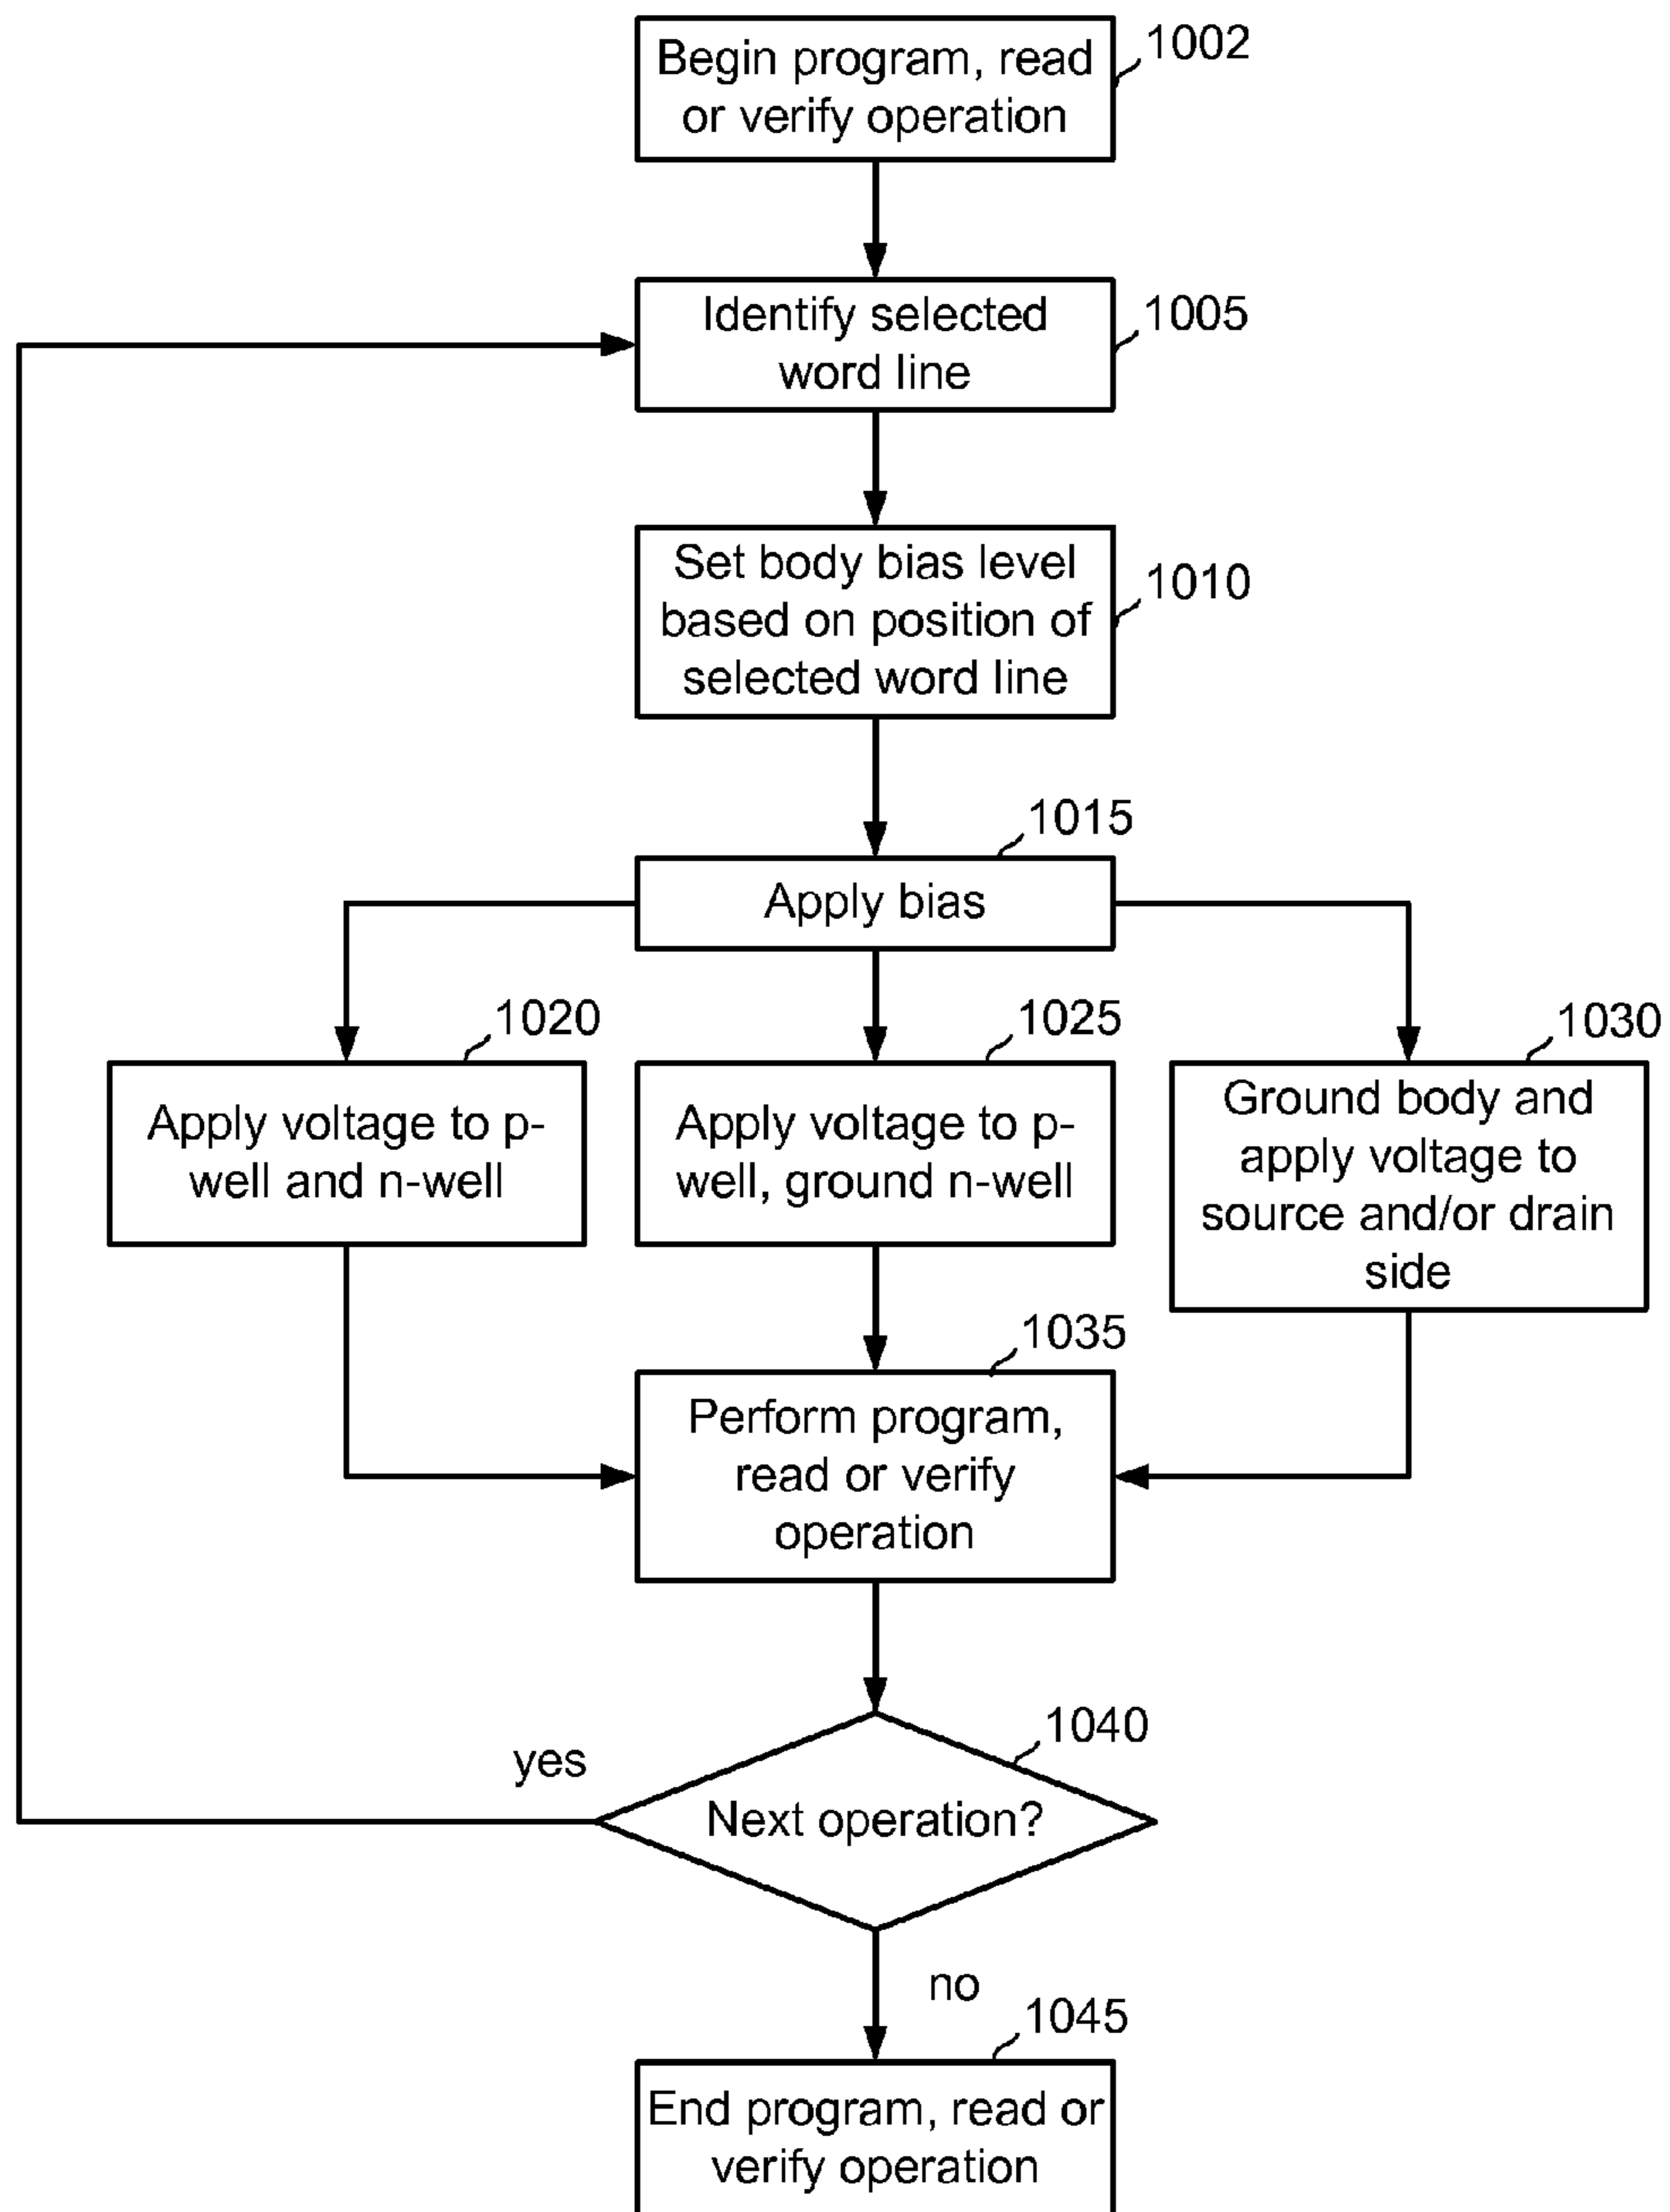 Begin program, read
or verify operation
1002
Identify selected
word line
1005
Set body bias level
based on position of
selected word line
1010
1015
Apply bias
1020
Apply voltage to p-
well and n-well
1025
Apply voltage to p-
well, ground n-well
1030
Ground body and
apply voltage to
source and/or drain
side
1035
Perform program,
read or verify
operation
1040
yes
Next operation?
no
1045
End program, read or
verify operation